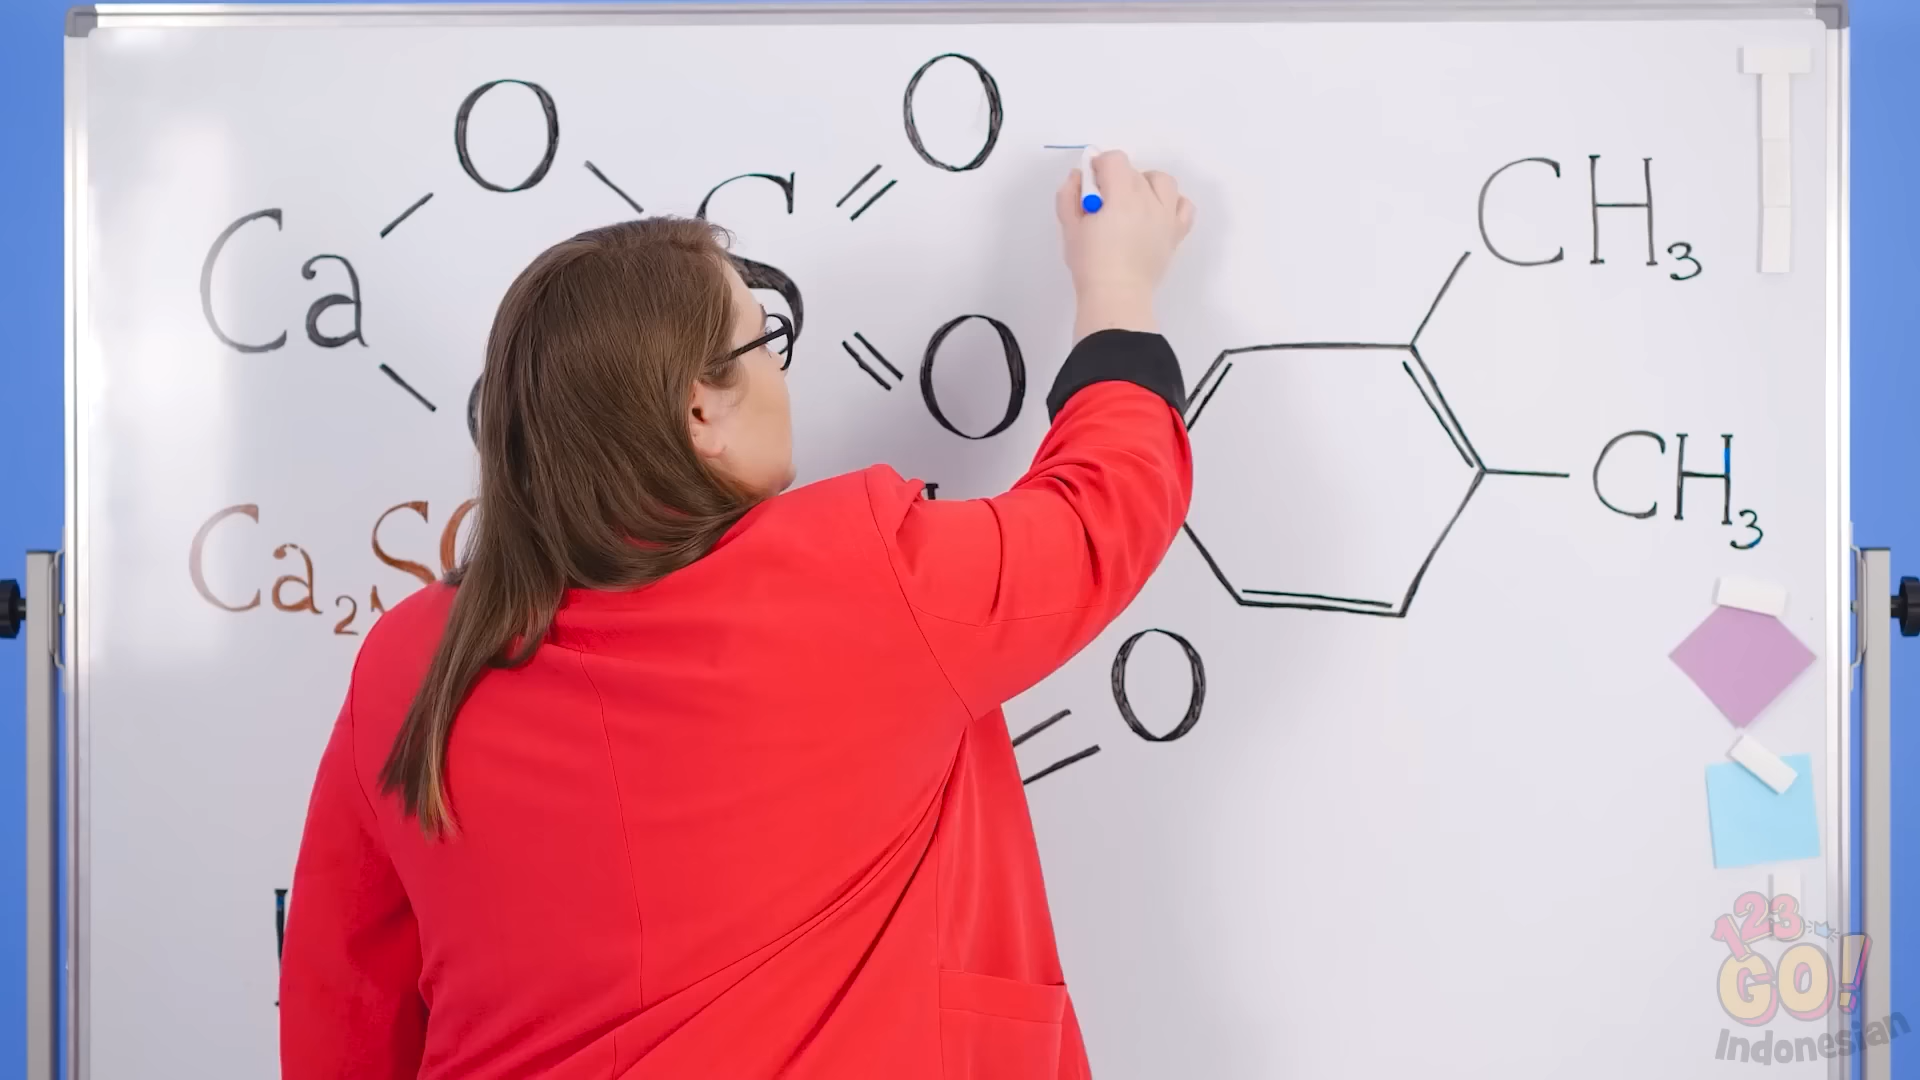 O
O
Ca
S
O
CH₃
CH₃
Ca₂S
O
123
GO!
Indonesian